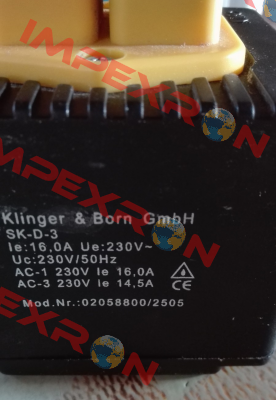 IMPEXRON
IMPEXRON
Klinger & Born GmbH
SK-D-3
Ie:16,0A Ue:230V~
Uc:230V/50Hz
AC-1 230V Ie 16,0A
AC-3 230V Ie 14,5A
CE
Mod.Nr.:02058800/2505
IMPEXRON